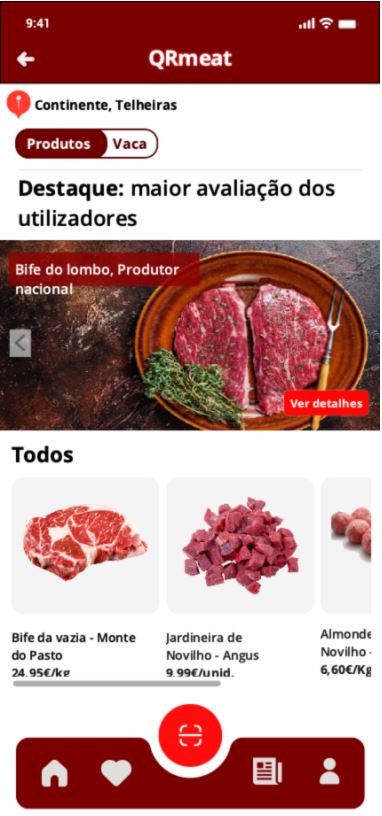 9:41
QRmeat
Continente, Telheiras
Produtos
Vaca
Destaque: maior avaliação dos
utilizadores
Bife do lombo, Produtor
nacional
Ver detalhes
Todos
Bife da vazia - Monte
do Pasto
24,95€/kg
Jardineira de
Novilho - Angus
9,99€/unid.
Almonde
Novilho -
6,60€/Kg